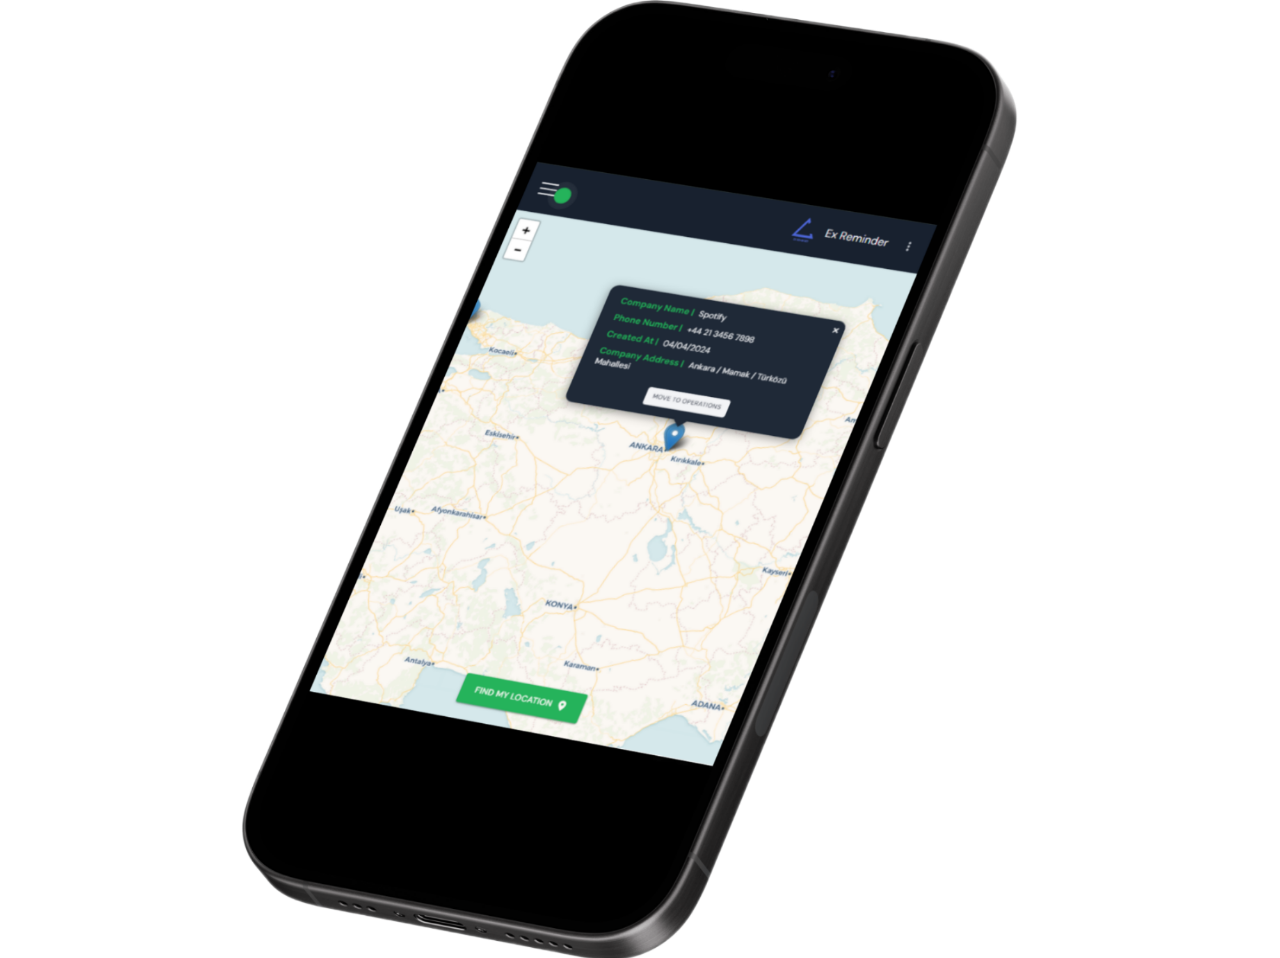 Ex Reminder
+
-
Company Name | Spotify
Phone Number | +44 21 3456 7898
Created At | 04/04/2024
Company Address | Ankara / Mamak / Türközü
Mahallesi
MOVE TO OPERATIONS
Kocaeli
ANKARA
Kırıkkale
Eskisehir
Uşak
Afyonkarahisar
Kayseri
KONYA
Antalya
Karaman
ADANA
FIND MY LOCATION